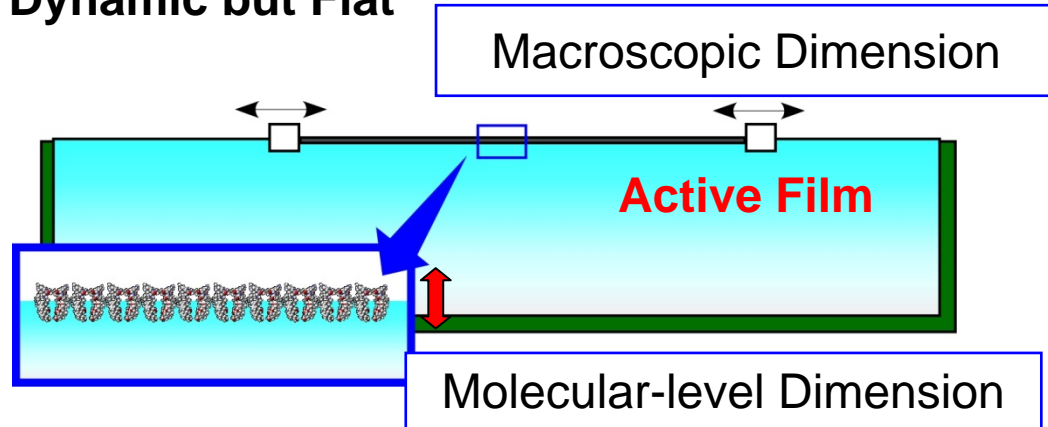 Dynamic but Flat
Macroscopic Dimension
Active Film
Molecular-level Dimension